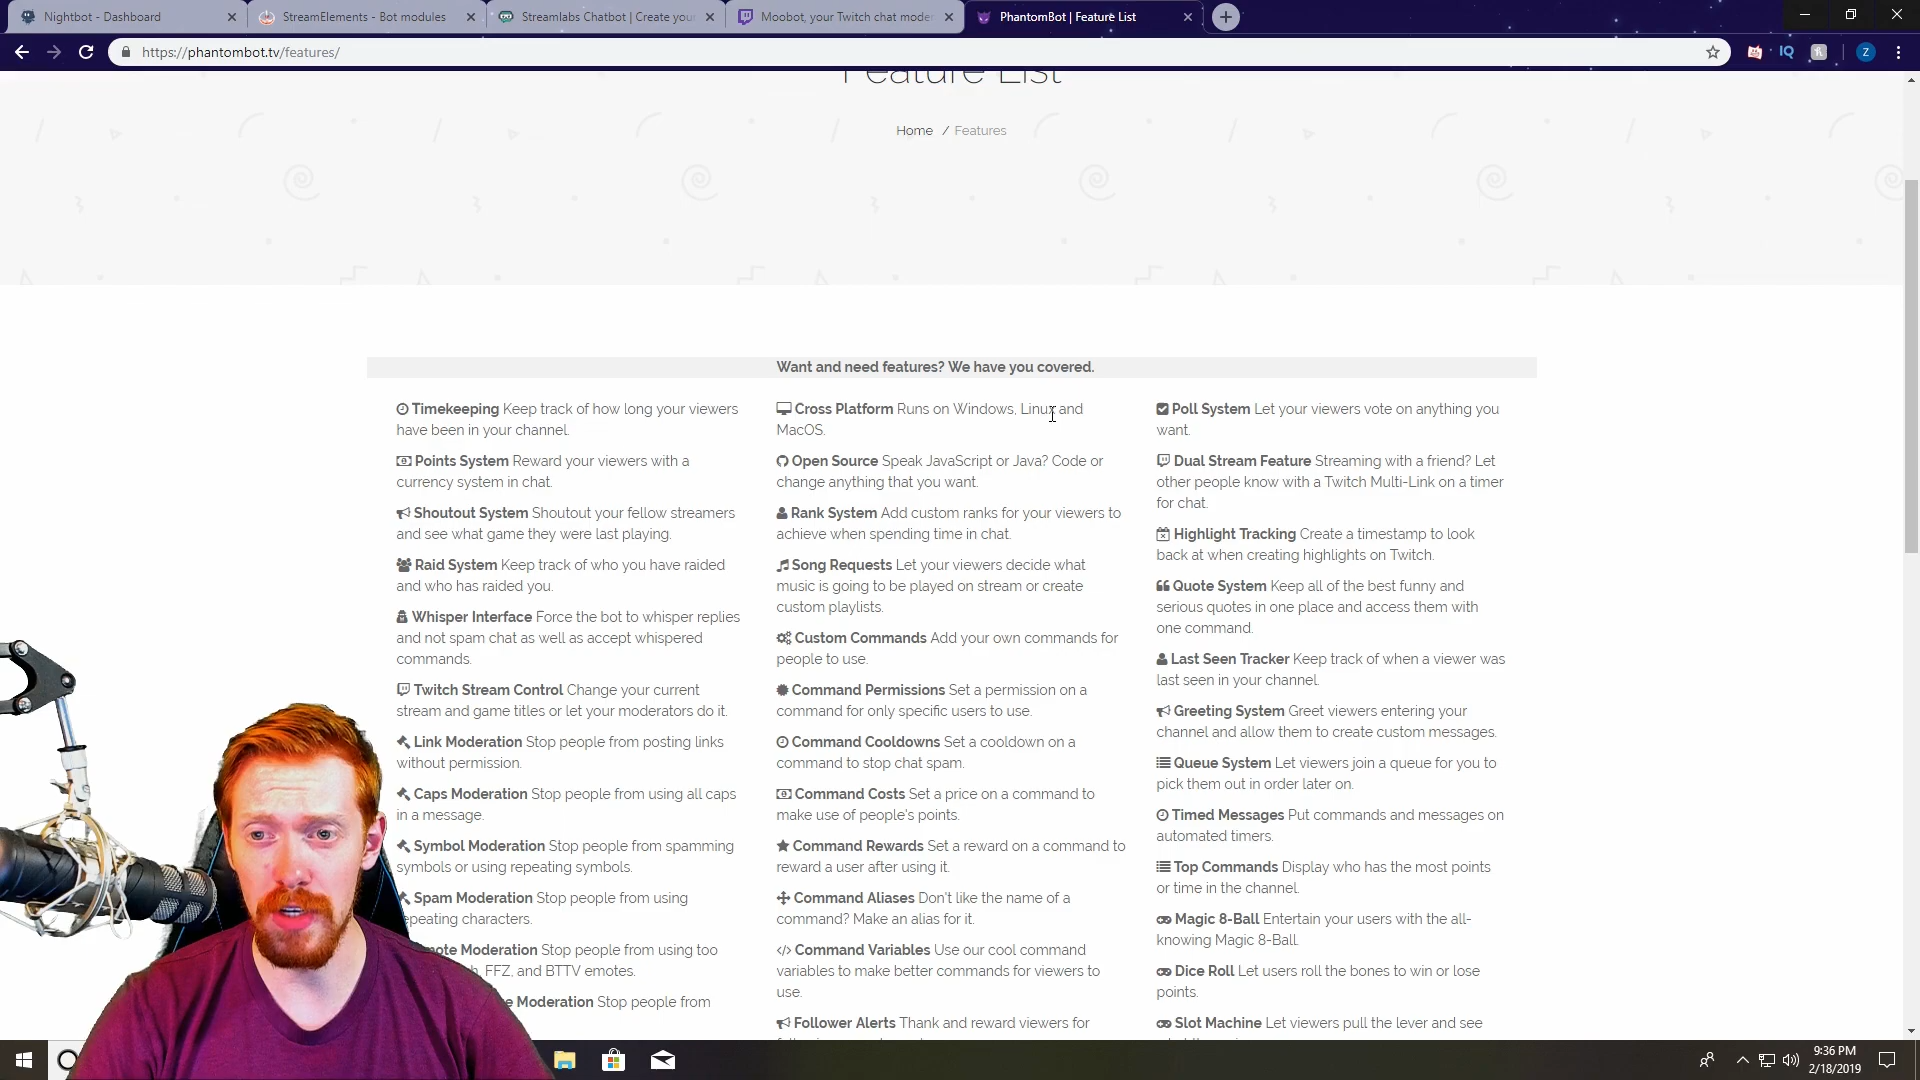 Nightbot - Dashboard
StreamElements - Bot modules
Streamlabs Chatbot | Create your
Moobot, your Twitch chat moder
PhantomBot | Feature List
https://phantombot.tv/features/
IQ
Z
Feature List
Home / Features
Want and need features? We have you covered.
Timekeeping Keep track of how long your viewers
have been in your channel.
Points System Reward your viewers with a
currency system in chat.
Shoutout System Shoutout your fellow streamers
and see what game they were last playing.
Raid System Keep track of who you have raided
and who has raided you.
Whisper Interface Force the bot to whisper replies
and not spam chat as well as accept whispered
commands.
Twitch Stream Control Change your current
stream and game titles or let your moderators do it.
Link Moderation Stop people from posting links
without permission.
Caps Moderation Stop people from using all caps
in a message.
Symbol Moderation Stop people from spamming
symbols or using repeating symbols.
Spam Moderation Stop people from using
epeating characters.
mote Moderation Stop people from using too
FFZ, and BTTV emotes.
e Moderation Stop people from
Cross Platform Runs on Windows, Linux and
MacOS.
Open Source Speak JavaScript or Java? Code or
change anything that you want.
Rank System Add custom ranks for your viewers to
achieve when spending time in chat.
Song Requests Let your viewers decide what
music is going to be played on stream or create
custom playlists.
Custom Commands Add your own commands for
people to use.
Command Permissions Set a permission on a
command for only specific users to use.
Command Cooldowns Set a cooldown on a
command to stop chat spam.
Command Costs Set a price on a command to
make use of people's points.
Command Rewards Set a reward on a command to
reward a user after using it.
Command Aliases Don't like the name of a
command? Make an alias for it.
Command Variables Use our cool command
variables to make better commands for viewers to
use.
Follower Alerts Thank and reward viewers for
Poll System Let your viewers vote on anything you
want.
Dual Stream Feature Streaming with a friend? Let
other people know with a Twitch Multi-Link on a timer
for chat.
Highlight Tracking Create a timestamp to look
back at when creating highlights on Twitch.
Quote System Keep all of the best funny and
serious quotes in one place and access them with
one command.
Last Seen Tracker Keep track of when a viewer was
last seen in your channel.
Greeting System Greet viewers entering your
channel and allow them to create custom messages.
Queue System Let viewers join a queue for you to
pick them out in order later on.
Timed Messages Put commands and messages on
automated timers.
Top Commands Display who has the most points
or time in the channel.
Magic 8-Ball Entertain your users with the all-
knowing Magic 8-Ball.
Dice Roll Let users roll the bones to win or lose
points.
Slot Machine Let viewers pull the lever and see
9:36 PM
2/18/2019